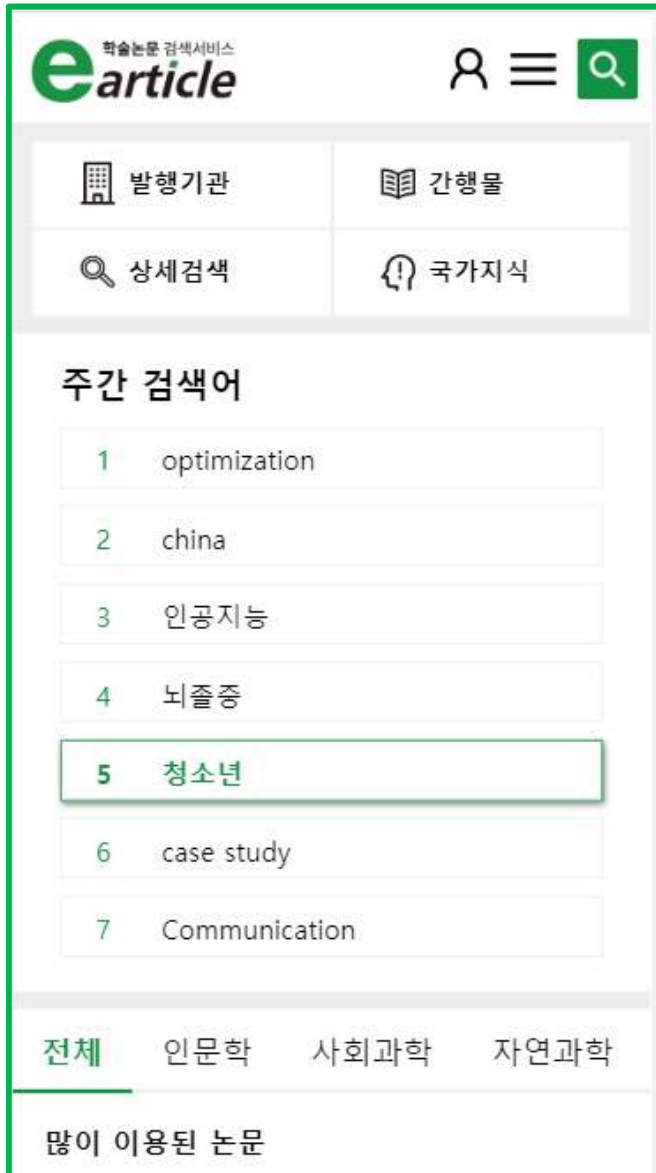 학술논문 검색서비스
earticle
발행기관 간행물
상세검색 국가지식
주간 검색어
1 optimization
2 china
3 인공지능
4 뇌졸중
5 청소년
6 case study
7 Communication
전체 인문학 사회과학 자연과학
많이 이용된 논문